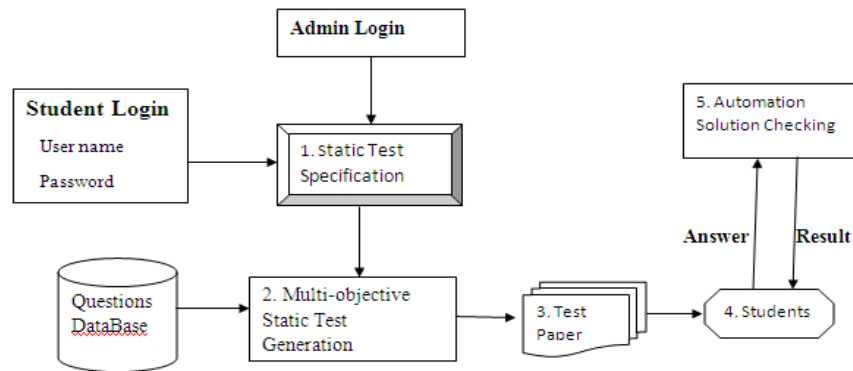 Admin Login
Student Login
User name
Password
1. Static Test
Specification
5. Automation
Solution Checking
Answer
Result
Questions
DataBase
2. Multi-objective
Static Test
Generation
3. Test
Paper
4. Students